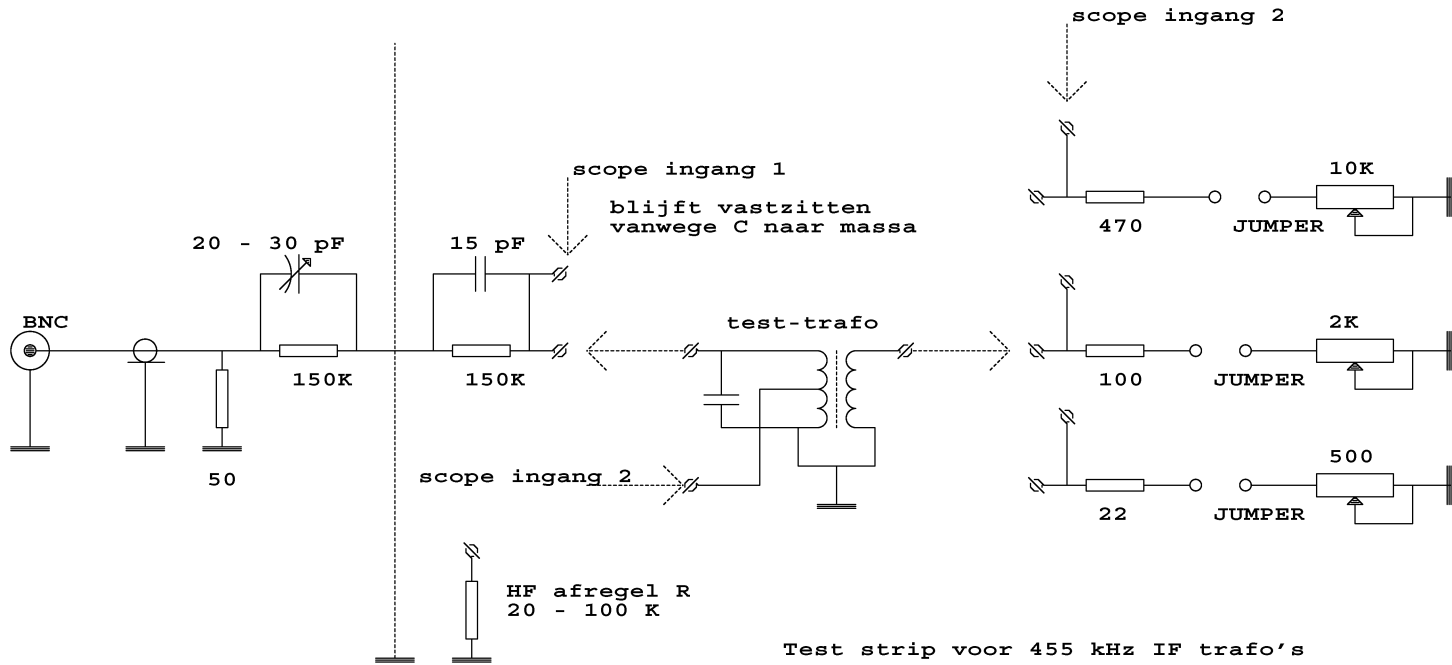 scope ingang 2
scope ingang 1
10K
blijft vastzitten
vanwege C naar massa
470
JUMPER
20 - 30 pF
15 pF
BNC
test-trafo
2K
150K
150K
100
JUMPER
50
scope ingang 2
500
22
JUMPER
HF afregel R
20 - 100 K
Test strip voor 455 kHz IF trafo's